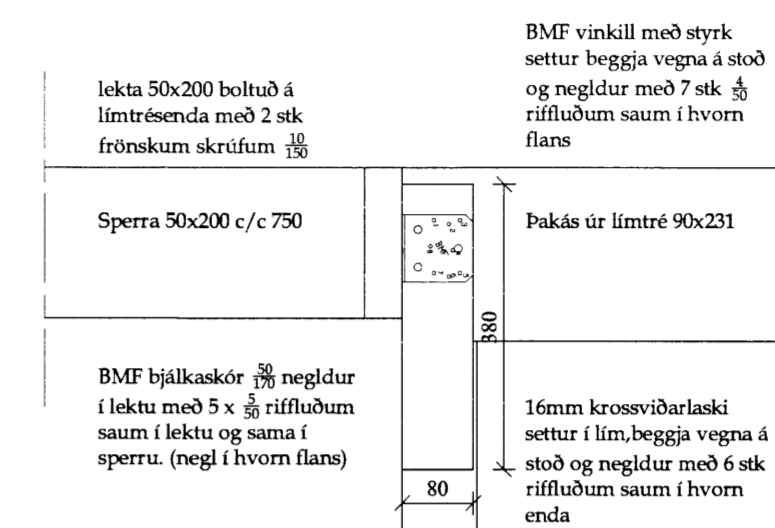 BMF vinkill með styrk
settur beggja vegna á stoð
og negldur með 7 stk 4/50
riffluðum saum í hvorn
flans
lekta 50x200 boltuð á
límtrésenda með 2 stk
frönskum skrúfum 10/150
Sperra 50x200 c/c 750
BMF
Þakás úr límtré 90x231
380
BMF bjálkaskór 50/170 negldur
í lektu með 5 x 5/50 riffluðum
saum í lektu og sama í
sperru. (negl í hvorn flans)
16mm krossviðarlaski
settur í lím,beggja vegna á
stoð og negldur með 6 stk
riffluðum saum í hvorn
enda
80